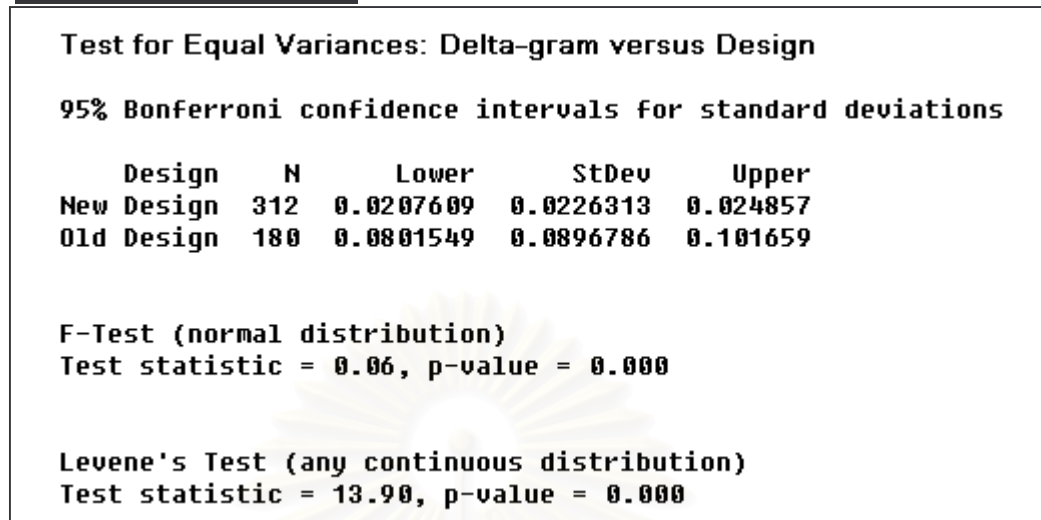 Test for Equal Variances: Delta-gram versus Design
95% Bonferroni confidence intervals for standard deviations
Design N Lower StDev Upper
New Design 312 0.0207609 0.0226313 0.024857
Old Design 180 0.0801549 0.0896786 0.101659
F-Test (normal distribution)
Test statistic = 0.06, p-value = 0.000
Levene's Test (any continuous distribution)
Test statistic = 13.90, p-value = 0.000